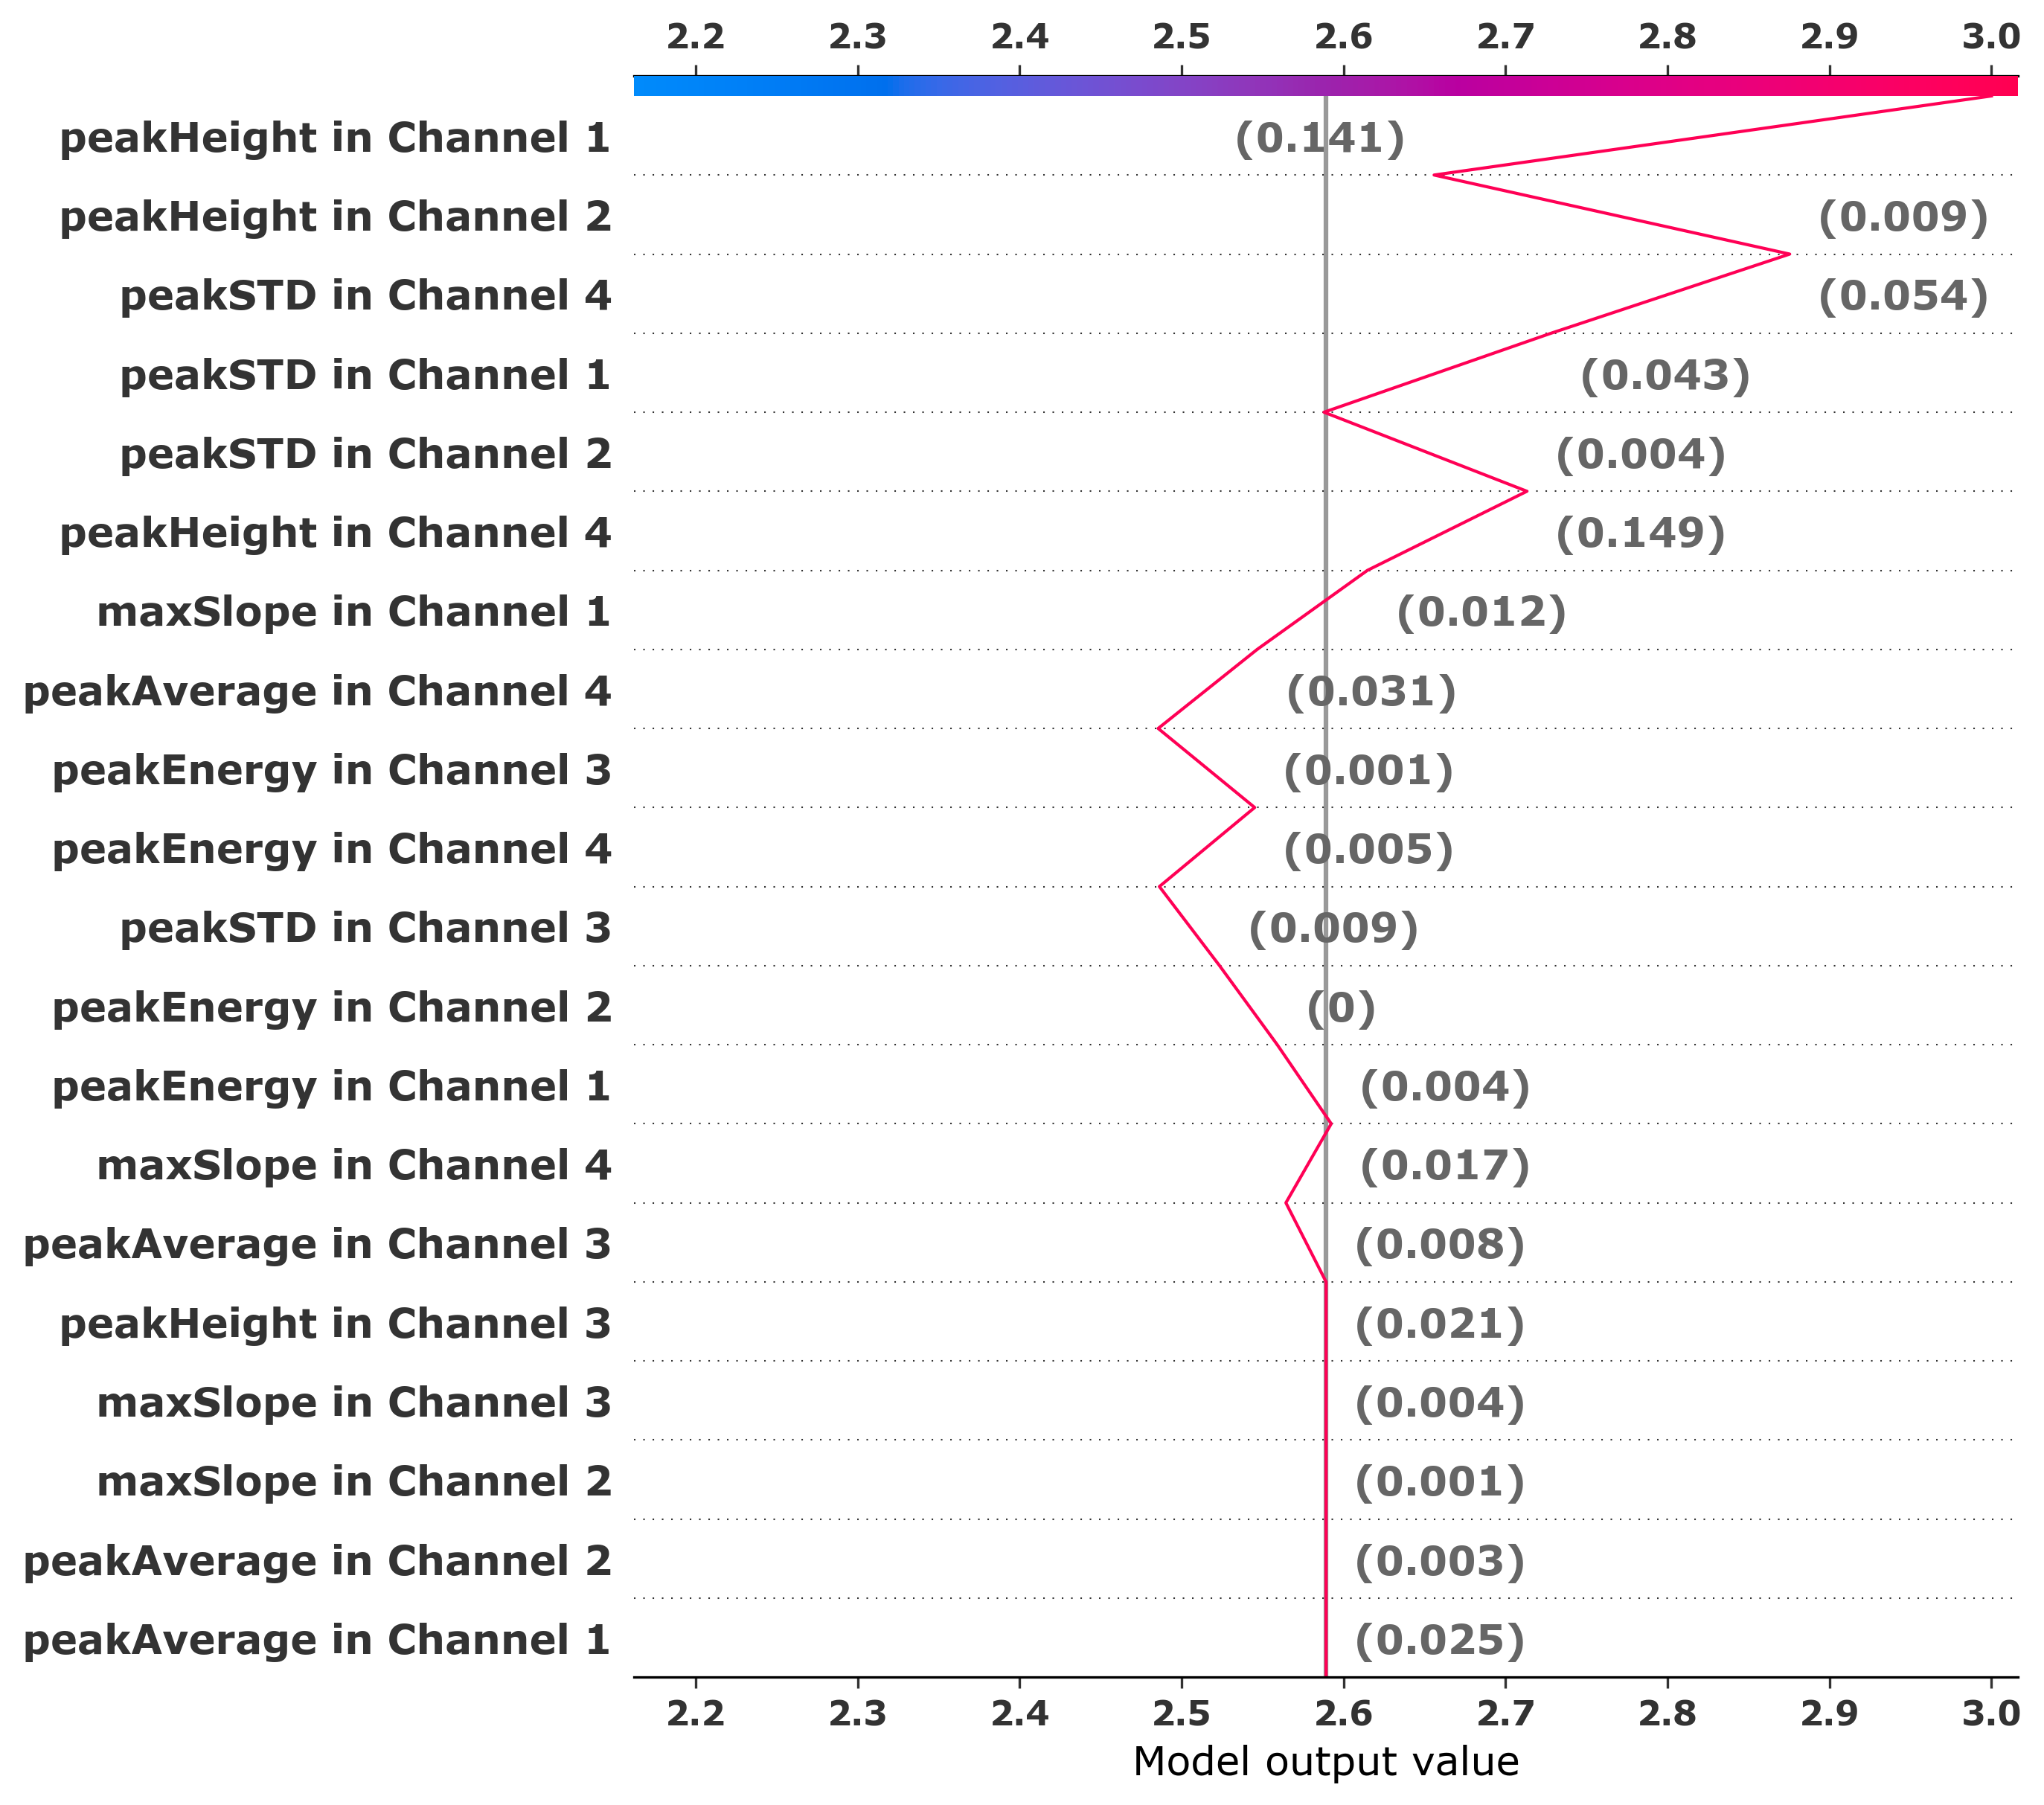 2.2 2.3 2.4 2.5 2.6 2.7 2.8 2.9 3.0
peakHeight in Channel 1 (0.141)
peakHeight in Channel 2 (0.009)
peakSTD in Channel 4 (0.054)
peakSTD in Channel 1 (0.043)
peakSTD in Channel 2 (0.004)
peakHeight in Channel 4 (0.149)
maxSlope in Channel 1 (0.012)
peakAverage in Channel 4 (0.031)
peakEnergy in Channel 3 (0.001)
peakEnergy in Channel 4 (0.005)
peakSTD in Channel 3 (0.009)
peakEnergy in Channel 2 (0)
peakEnergy in Channel 1 (0.004)
maxSlope in Channel 4 (0.017)
peakAverage in Channel 3 (0.008)
peakHeight in Channel 3 (0.021)
maxSlope in Channel 3 (0.004)
maxSlope in Channel 2 (0.001)
peakAverage in Channel 2 (0.003)
peakAverage in Channel 1 (0.025)
2.2 2.3 2.4 2.5 2.6 2.7 2.8 2.9 3.0
Model output value